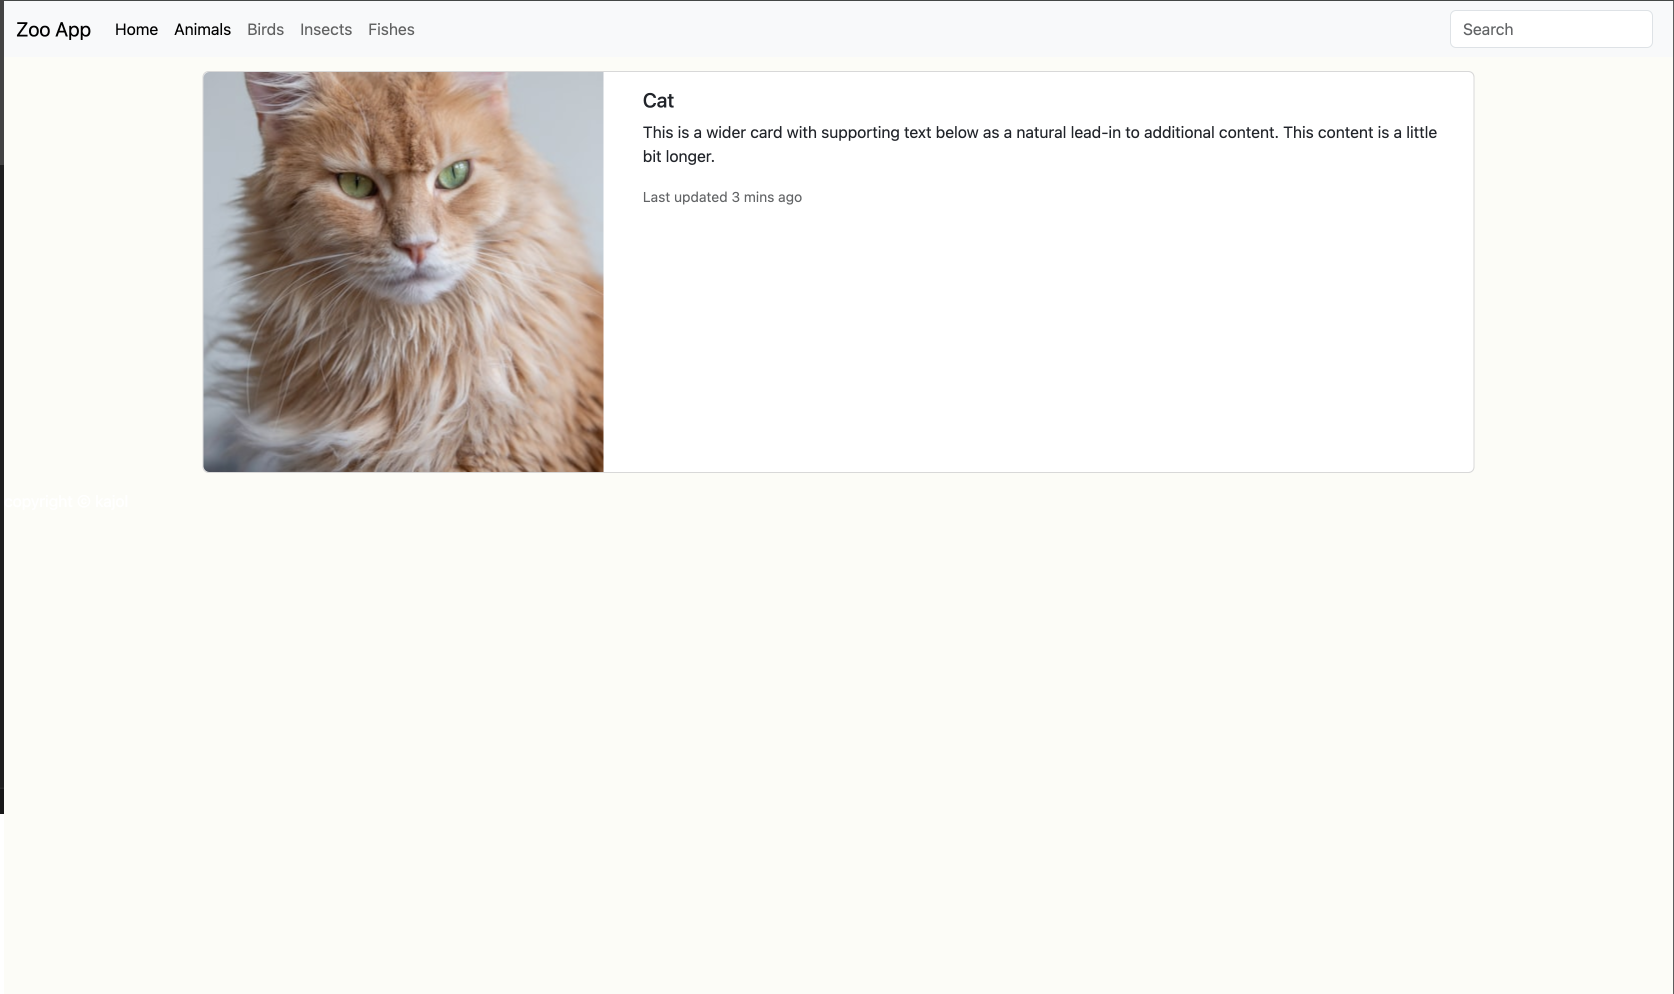 Zoo App Home Animals Birds Insects Fishes Search
Cat
This is a wider card with supporting text below as a natural lead-in to additional content. This content is a little
bit longer.
Last updated 3 mins ago